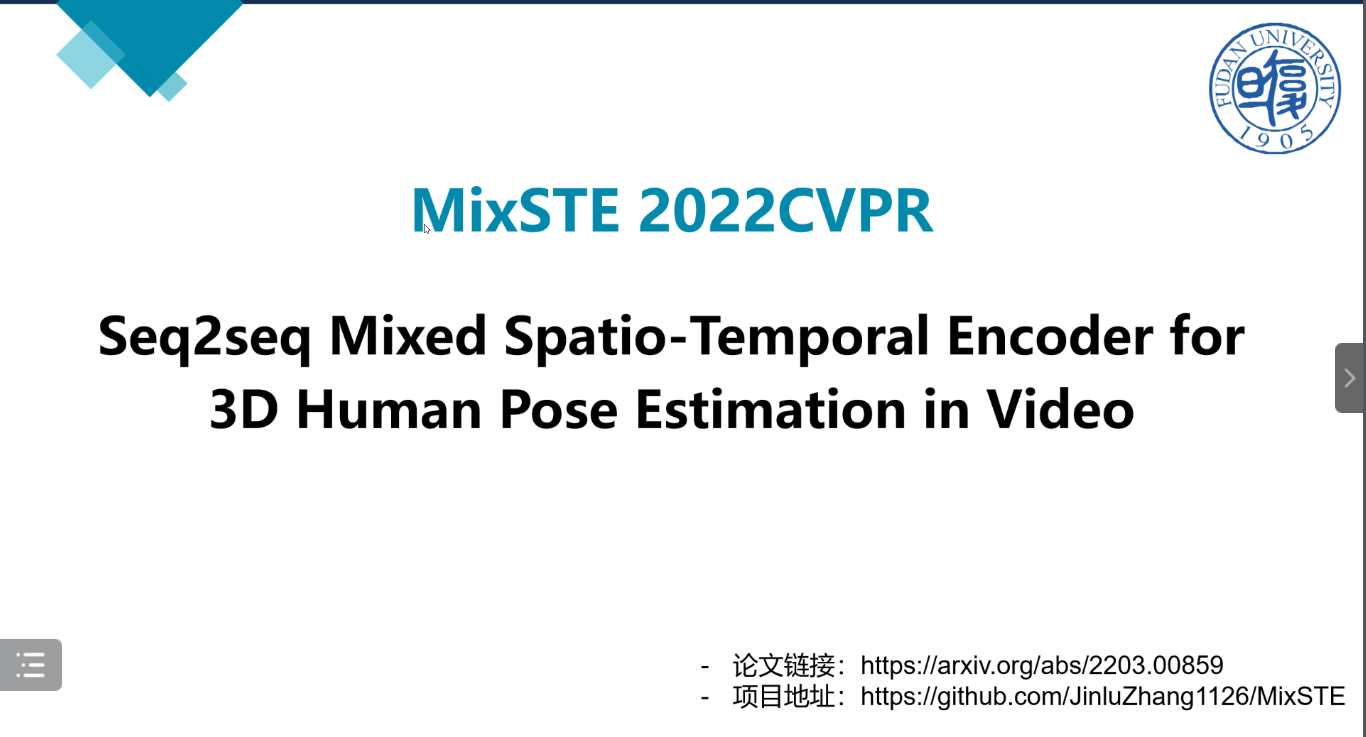 FUDAN UNIVERSITY
1905
MixSTE 2022CVPR
Seq2seq Mixed Spatio-Temporal Encoder for
3D Human Pose Estimation in Video
- 论文链接：https://arxiv.org/abs/2203.00859
- 项目地址：https://github.com/JinluZhang1126/MixSTE